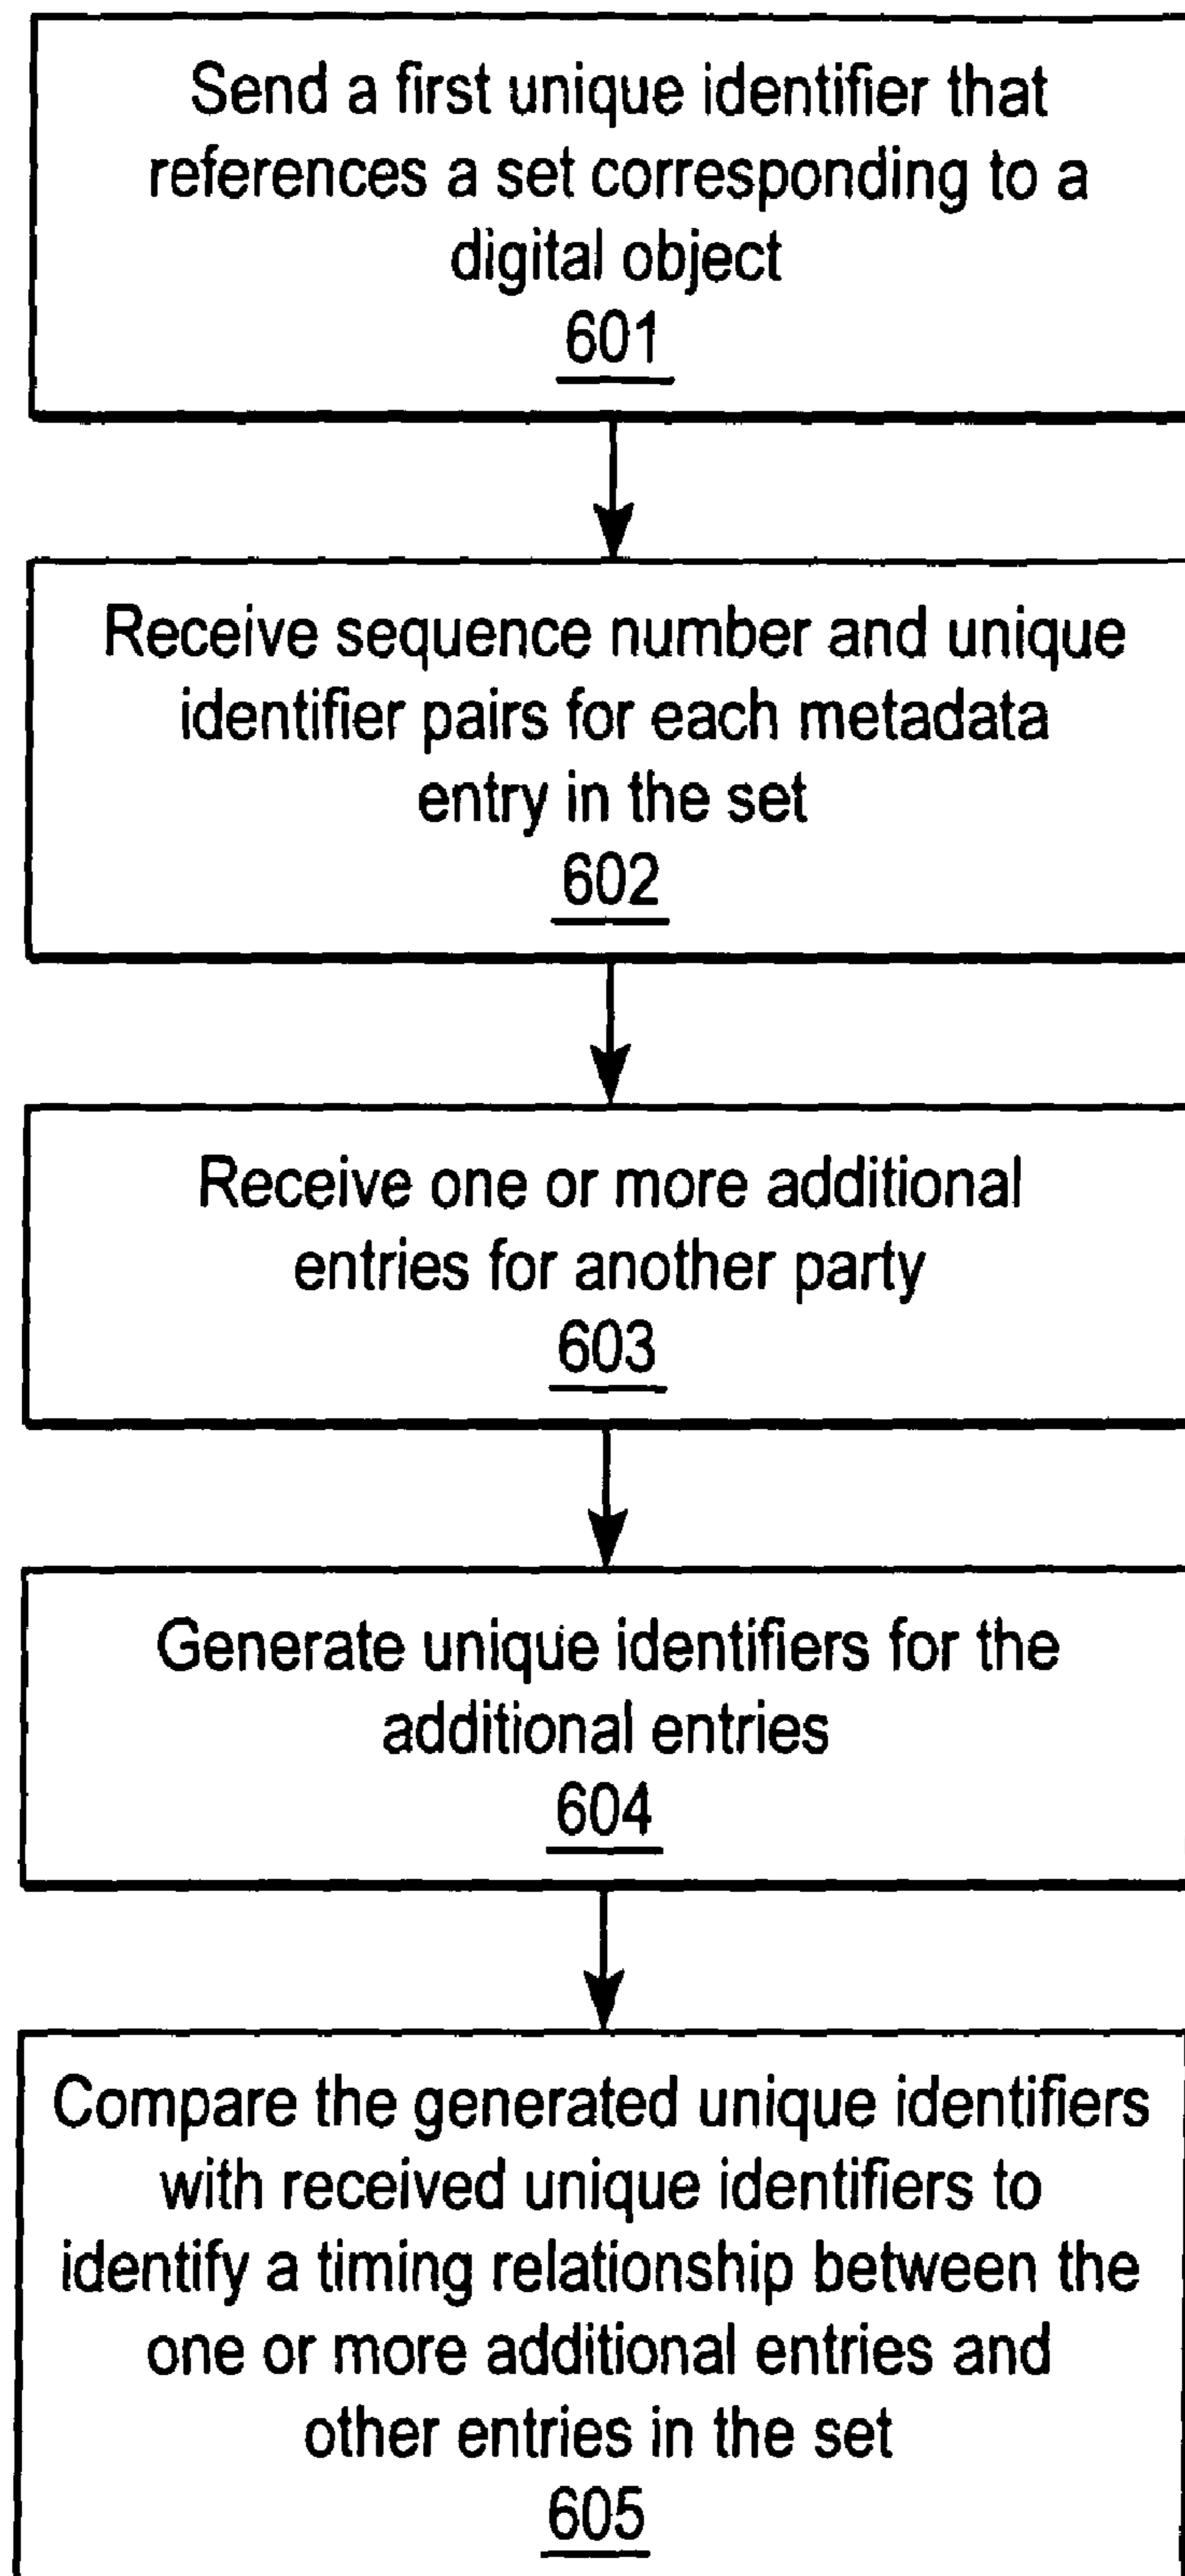 Send a first unique identifier that
references a set corresponding to a
digital object
601
Receive sequence number and unique
identifier pairs for each metadata
entry in the set
602
Receive one or more additional
entries for another party
603
Generate unique identifiers for the
additional entries
604
Compare the generated unique identifiers
with received unique identifiers to
identify a timing relationship between the
one or more additional entries and
other entries in the set
605